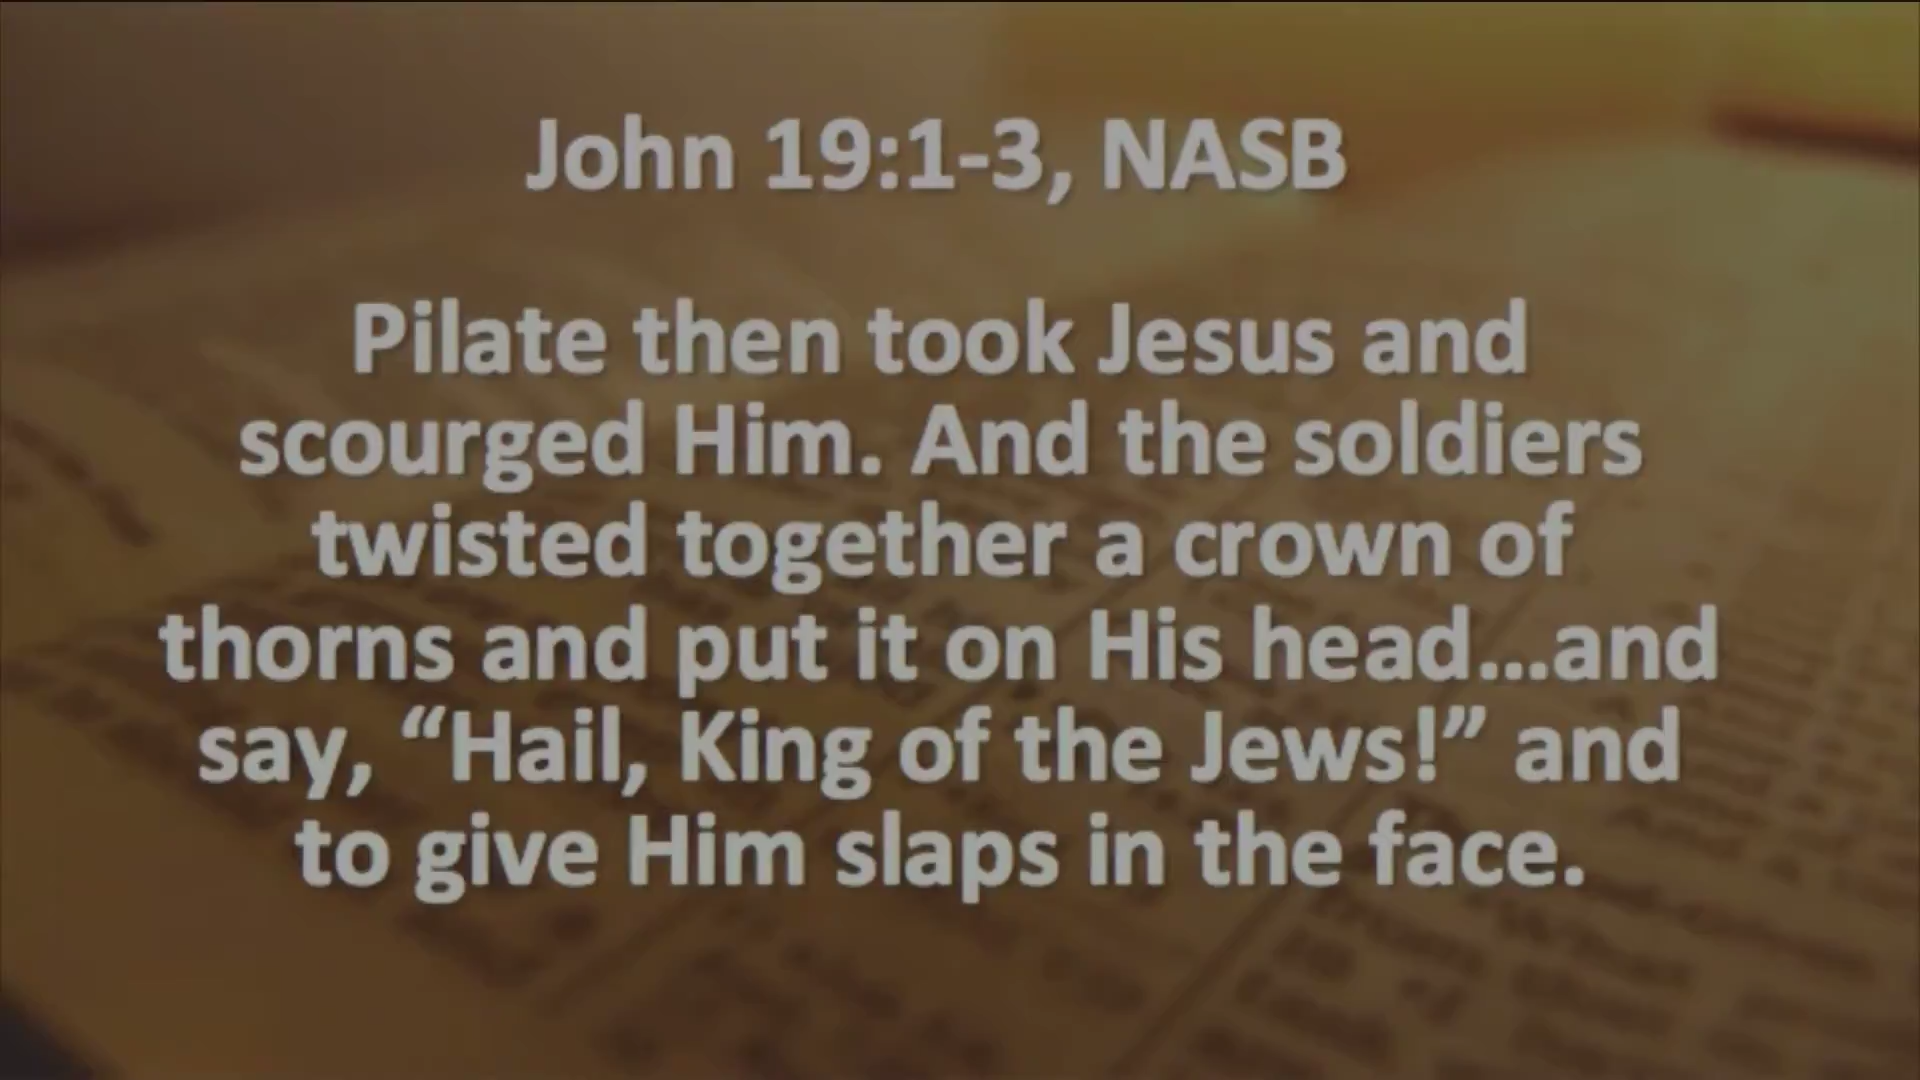 John 19:1-3, NASB
Pilate then took Jesus and
scourged Him. And the soldiers
twisted together a crown of
thorns and put it on His head...and
say, “Hail, King of the Jews!” and
to give Him slaps in the face.